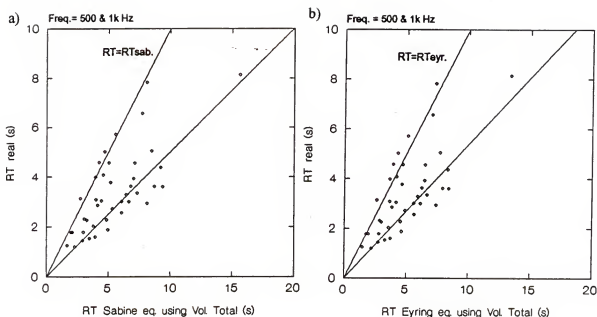 a)
Freq.= 500 & 1k Hz
10
8
6
4
2
0
RT real (s)
RT=RTsab.
0 5 10 15 20
RT Sabine eq. using Vol. Total (s)
b)
Freq.= 500 & 1k Hz
10
8
6
4
2
0
RT real (s)
RT=RTeyr.
0 5 10 15 20
RT Eyring eq. using Vol. Total (s)